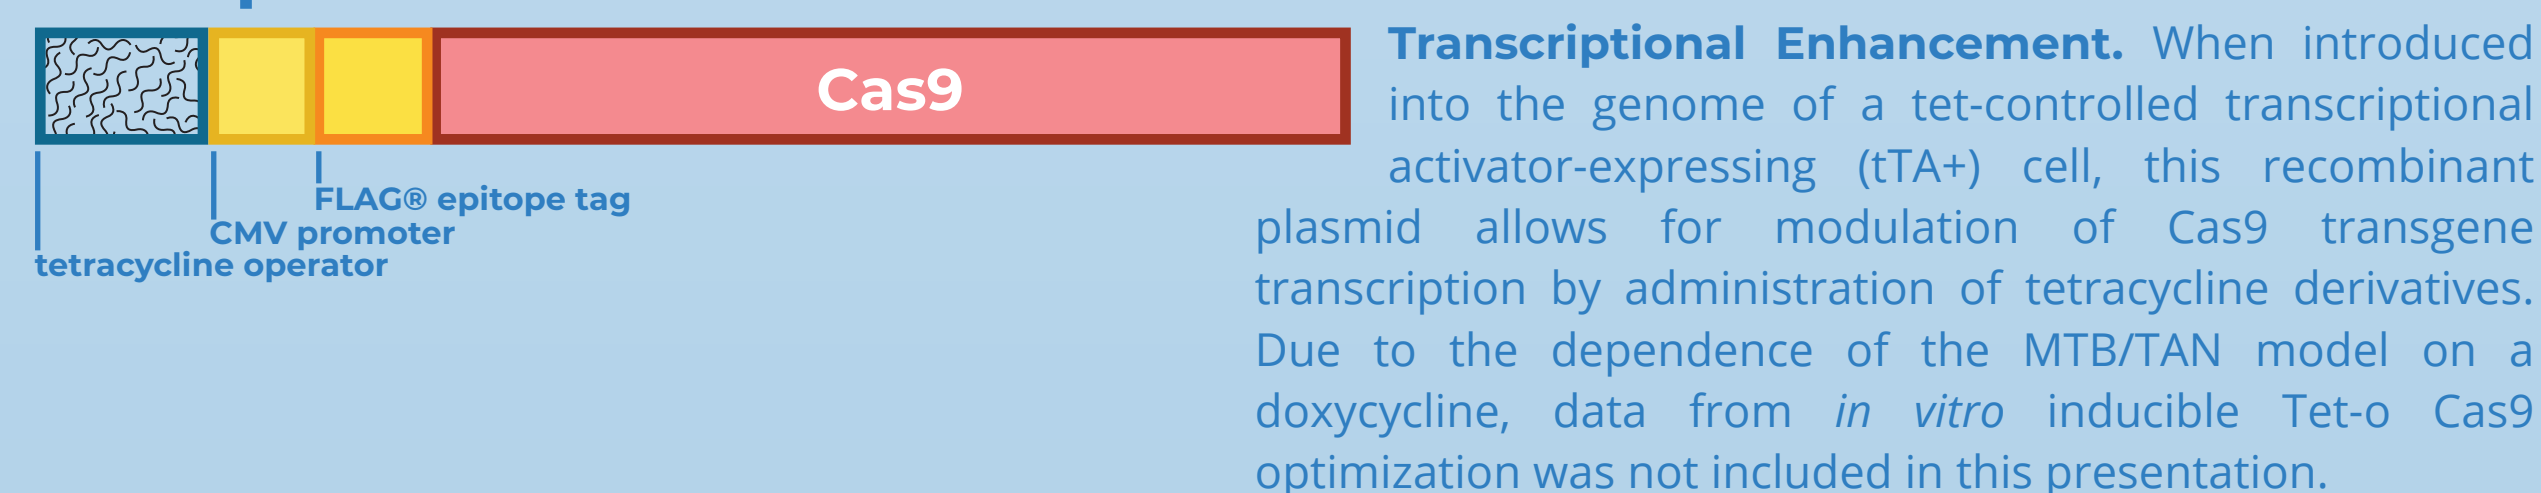 Cas9
FLAG® epitope tag
CMV promoter
tetracycline operator
Transcriptional Enhancement. When introduced
into the genome of a tet-controlled transcriptional
activator-expressing (tTA+) cell, this recombinant
plasmid allows for modulation of Cas9 transgene
transcription by administration of tetracycline derivatives.
Due to the dependence of the MTB/TAN model on a
doxycycline, data from in vitro inducible Tet-o Cas9
optimization was not included in this presentation.